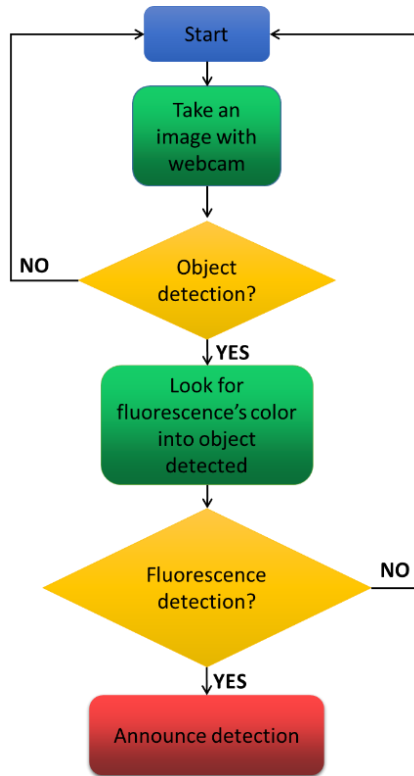 Start
Take an
image with
webcam
NO
Object
detection?
YES
Look for
fluorescence's color
into object
detected
Fluorescence
detection?
NO
YES
Announce detection